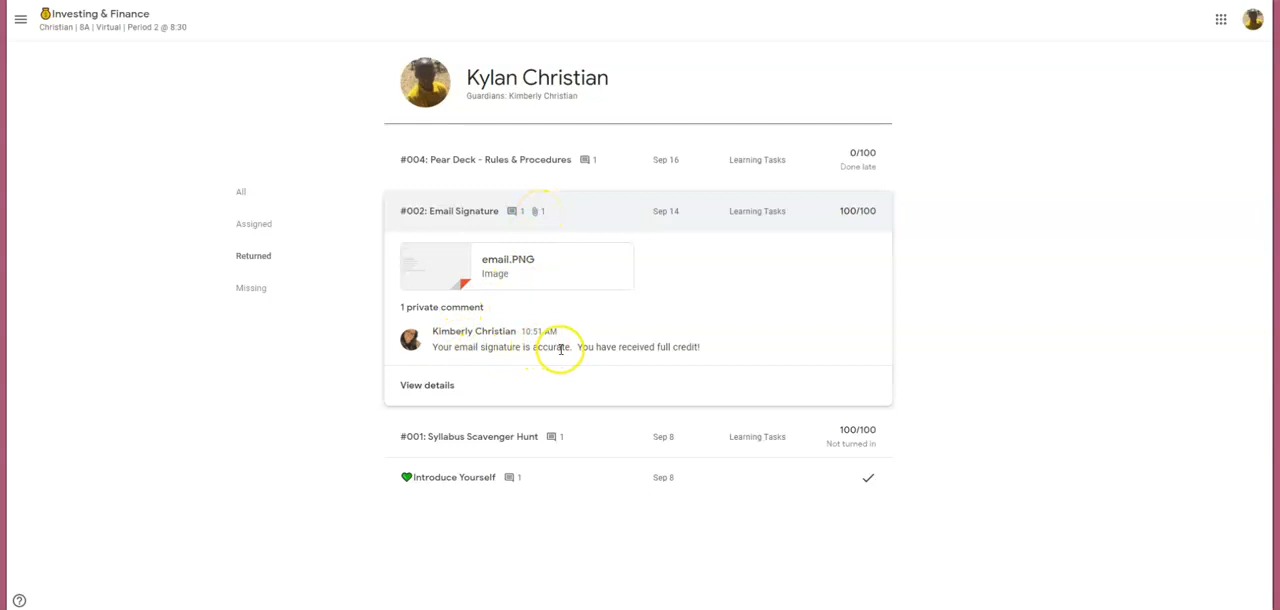 💰Investing & Finance
Christian | 8A | Virtual | Period 2 @ 8:30
Kylan Christian
Guardians: Kimberly Christian
All
Assigned
Returned
Missing
#004: Pear Deck - Rules & Procedures 1 Sep 16 Learning Tasks 0/100
Done late
#002: Email Signature 1 1 Sep 14 Learning Tasks 100/100
email.PNG
Image
1 private comment
Kimberly Christian 10:51 AM
Your email signature is accurate. You have received full credit!
View details
#001: Syllabus Scavenger Hunt 1 Sep 8 Learning Tasks 100/100
Not turned in
💚Introduce Yourself 1 Sep 8